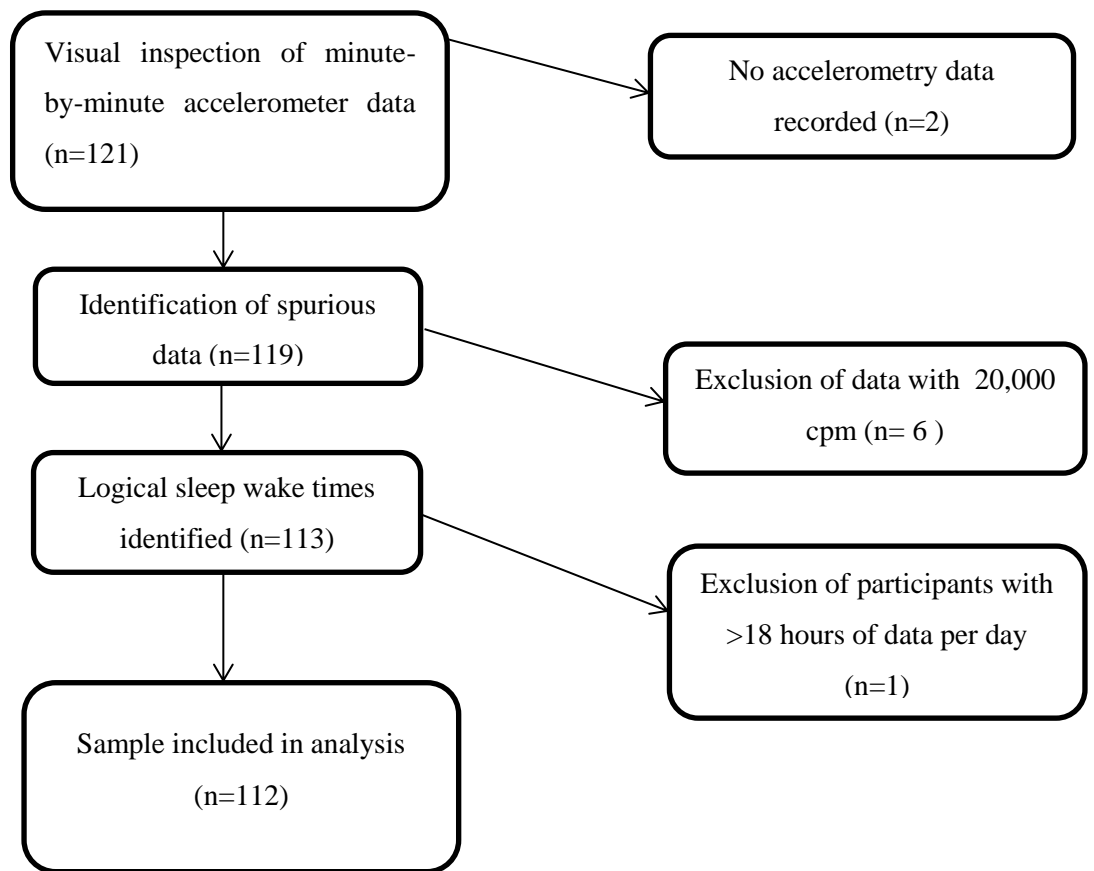 Visual inspection of minute-
by-minute accelerometer data
(n=121)
No accelerometry data
recorded (n=2)
Identification of spurious
data (n=119)
Exclusion of data with 20,000
cpm (n= 6 )
Logical sleep wake times
identified (n=113)
Exclusion of participants with
>18 hours of data per day
(n=1)
Sample included in analysis
(n=112)